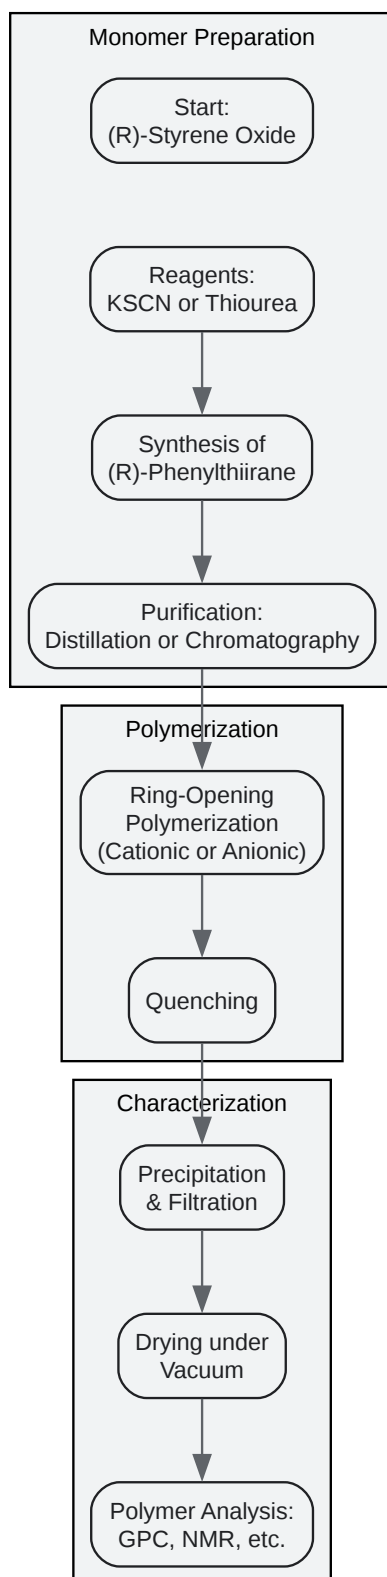 Monomer Preparation
Start:
(R)-Styrene Oxide
Reagents:
KSCN or Thiourea
Synthesis of
(R)-Phenylthiirane
Purification:
Distillation or Chromatography
Polymerization
Ring-Opening
Polymerization
(Cationic or Anionic)
Quenching
Characterization
Precipitation
& Filtration
Drying under
Vacuum
Polymer Analysis:
GPC, NMR, etc.